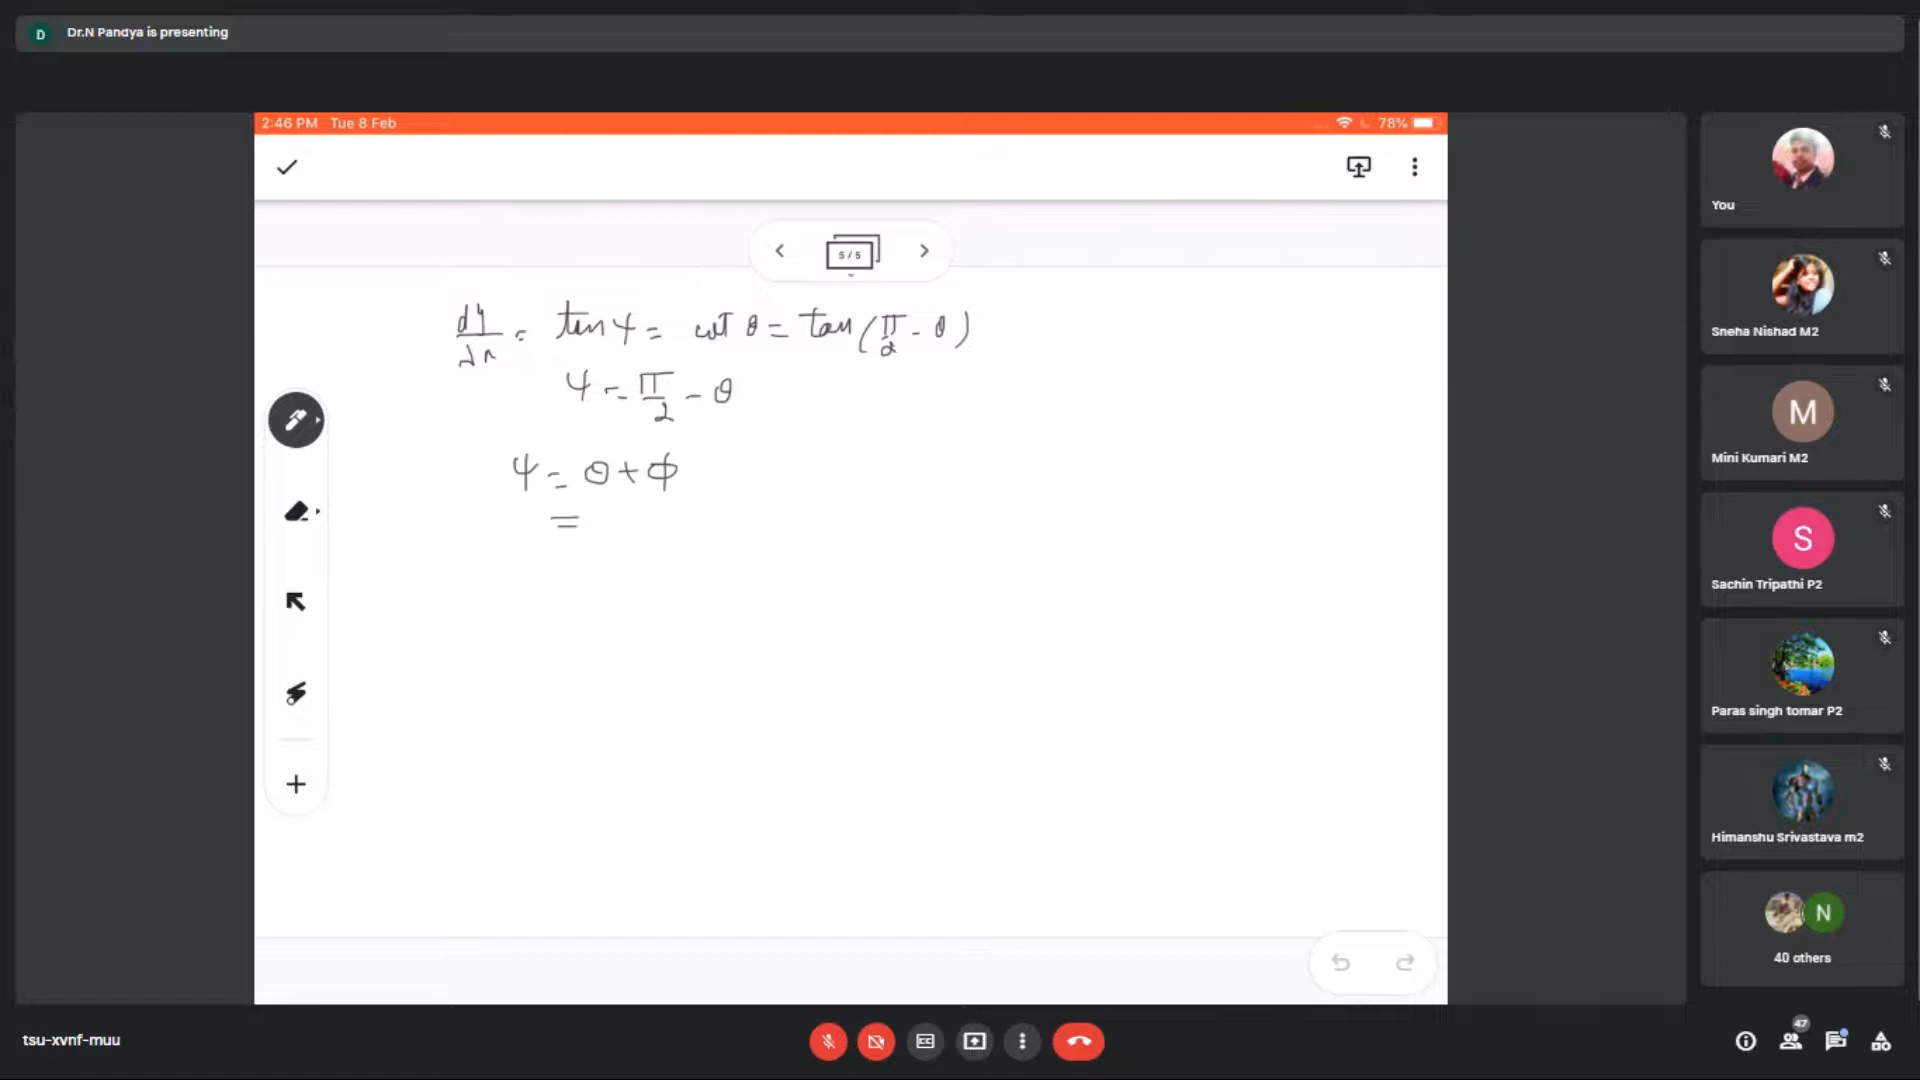 D Dr.N Pandya is presenting
2:46 PM Tue 8 Feb
78%
5 / 5
dy/dx = tan ψ = cot θ = tan (π/2 - θ)
ψ = π/2 - θ
ψ = θ + φ
=
You
Sneha Nishad M2
M
Mini Kumari M2
S
Sachin Tripathi P2
Paras singh tomar P2
Himanshu Srivastava m2
N
40 others
tsu-xvnf-muu
CC
47